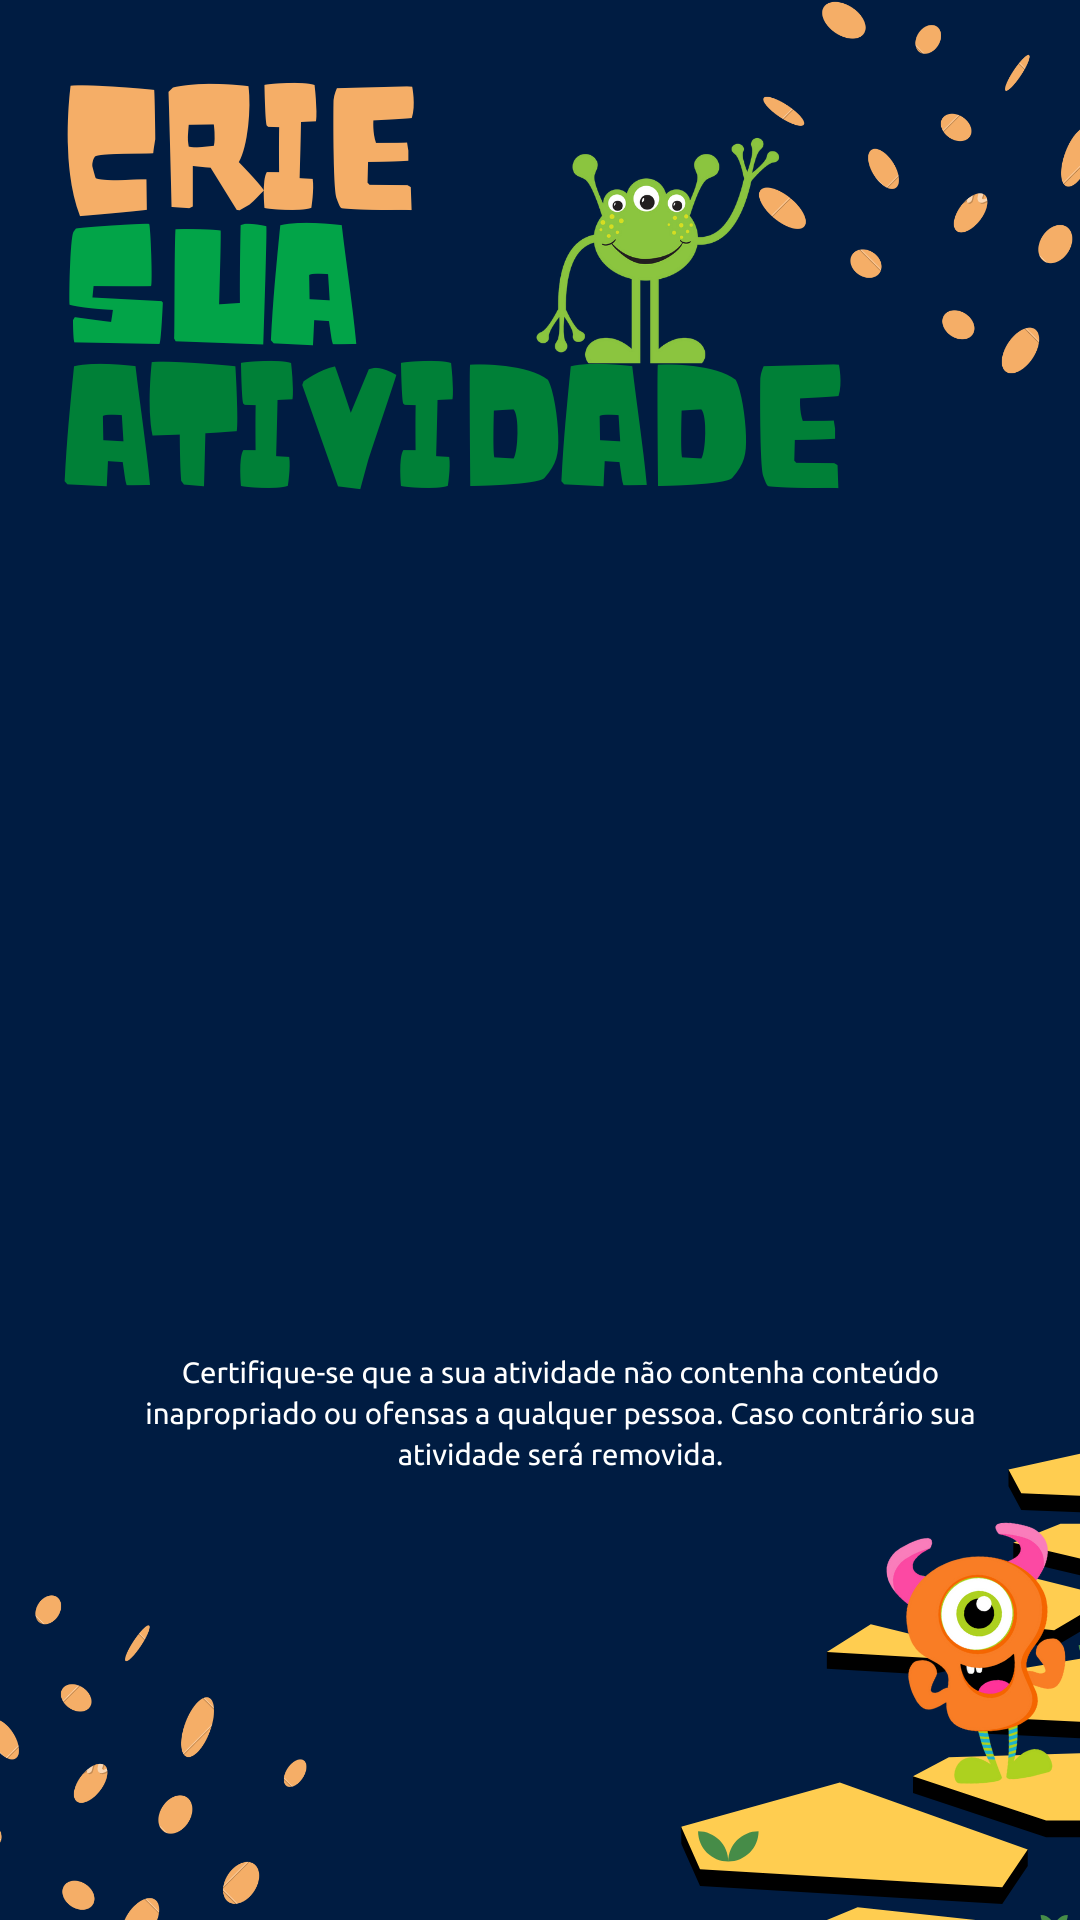 CRIE
SUA
ATIVIDADE
Certifique-se que a sua atividade não contenha conteúdo
inapropriado ou ofensas a qualquer pessoa. Caso contrário sua
atividade será removida.